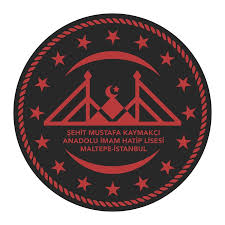 ŞEHİT MUSTAFA KAYMAKCI
ANADOLU İMAM HATİP LİSESİ
MALTEPE-İSTANBUL